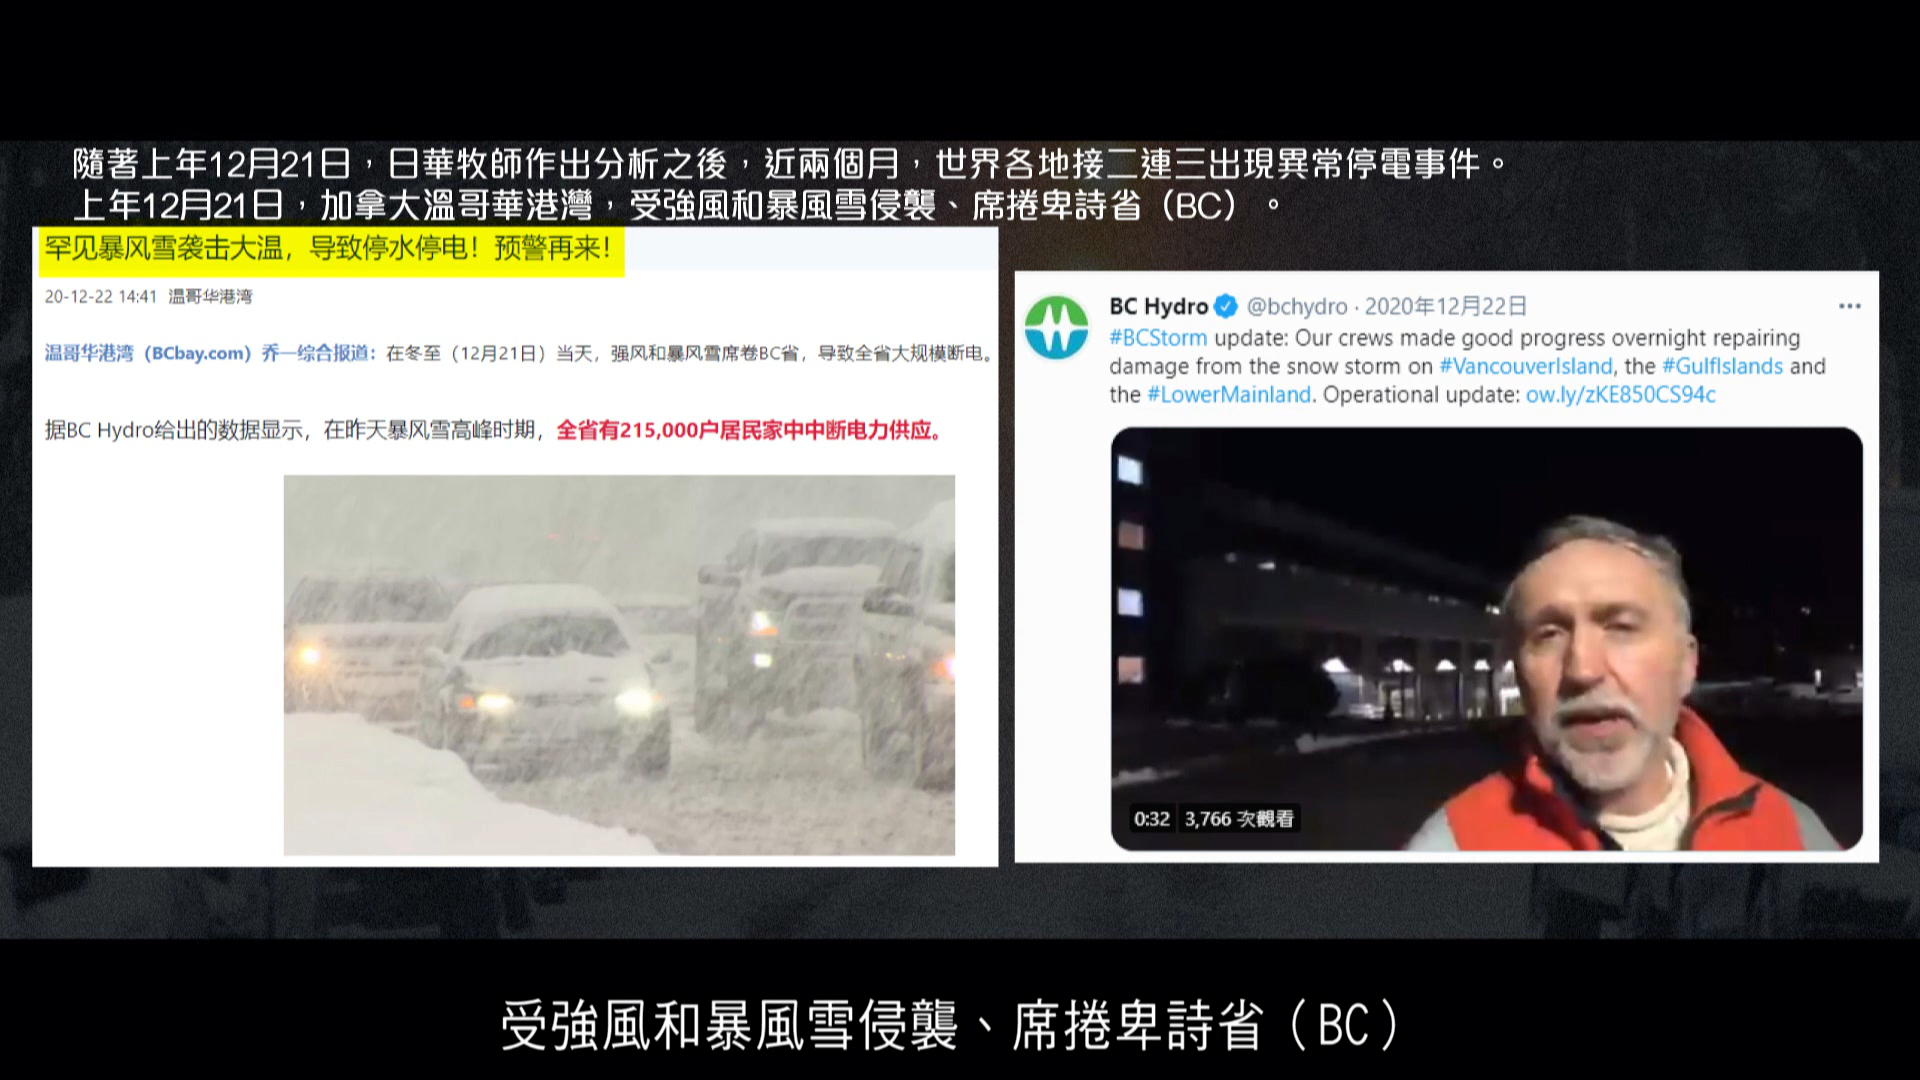 隨著上年12月21日，日華牧師作出分析之後，近兩個月，世界各地接二連三出現異常停電事件。
上年12月21日，加拿大溫哥華港灣，受強風和暴風雪侵襲、席捲卑詩省（BC）。
罕见暴风雪袭击大温，导致停水停电！预警再来！
20-12-22 14:41 温哥华港湾
温哥华港湾（BCbay.com）乔一综合报道：在冬至（12月21日）当天，强风和暴风雪席卷BC省，导致全省大规模断电。
据BC Hydro给出的数据显示，在昨天暴风雪高峰时期，全省有215,000户居民家中中断电力供应。
BC Hydro @bchydro · 2020年12月22日
#BCStorm update: Our crews made good progress overnight repairing
damage from the snow storm on #VancouverIsland, the #GulfIslands and
the #LowerMainland. Operational update: ow.ly/zKE850CS94c
0:32 3,766 次觀看
受強風和暴風雪侵襲、席捲卑詩省（BC）